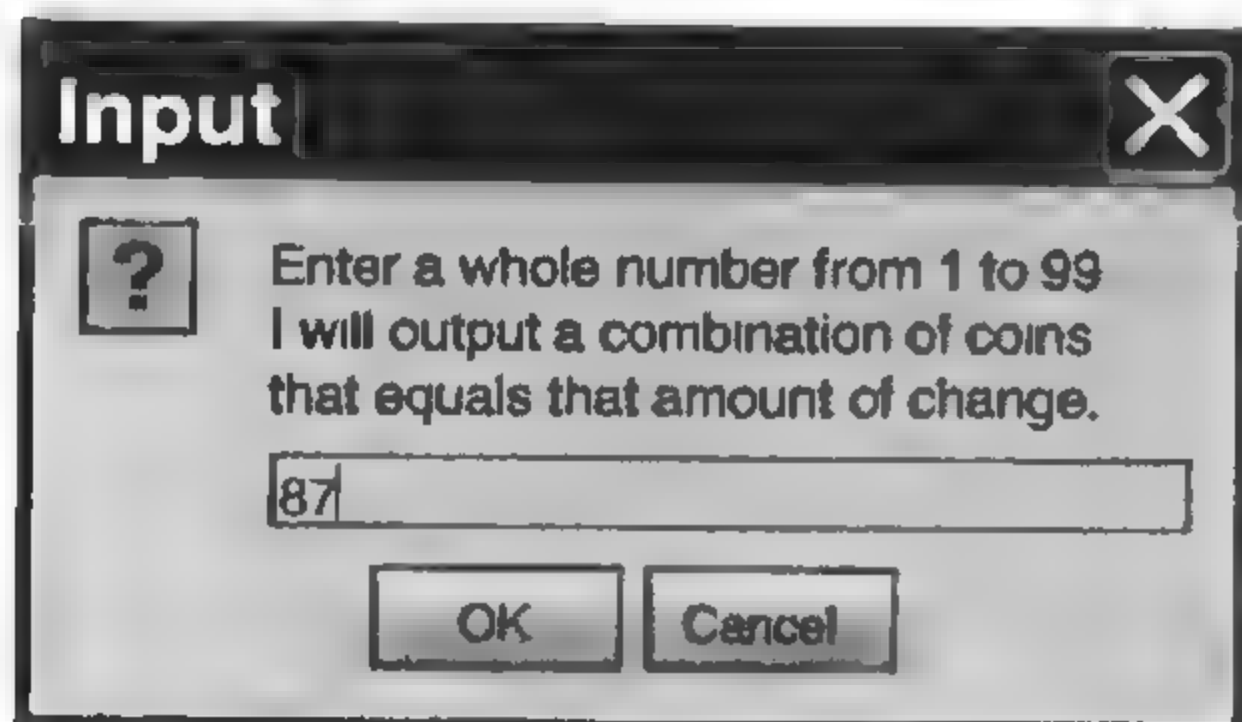 Input
?
Enter a whole number from 1 to 99
I will output a combination of coins
that equals that amount of change.
87
OK Cancel